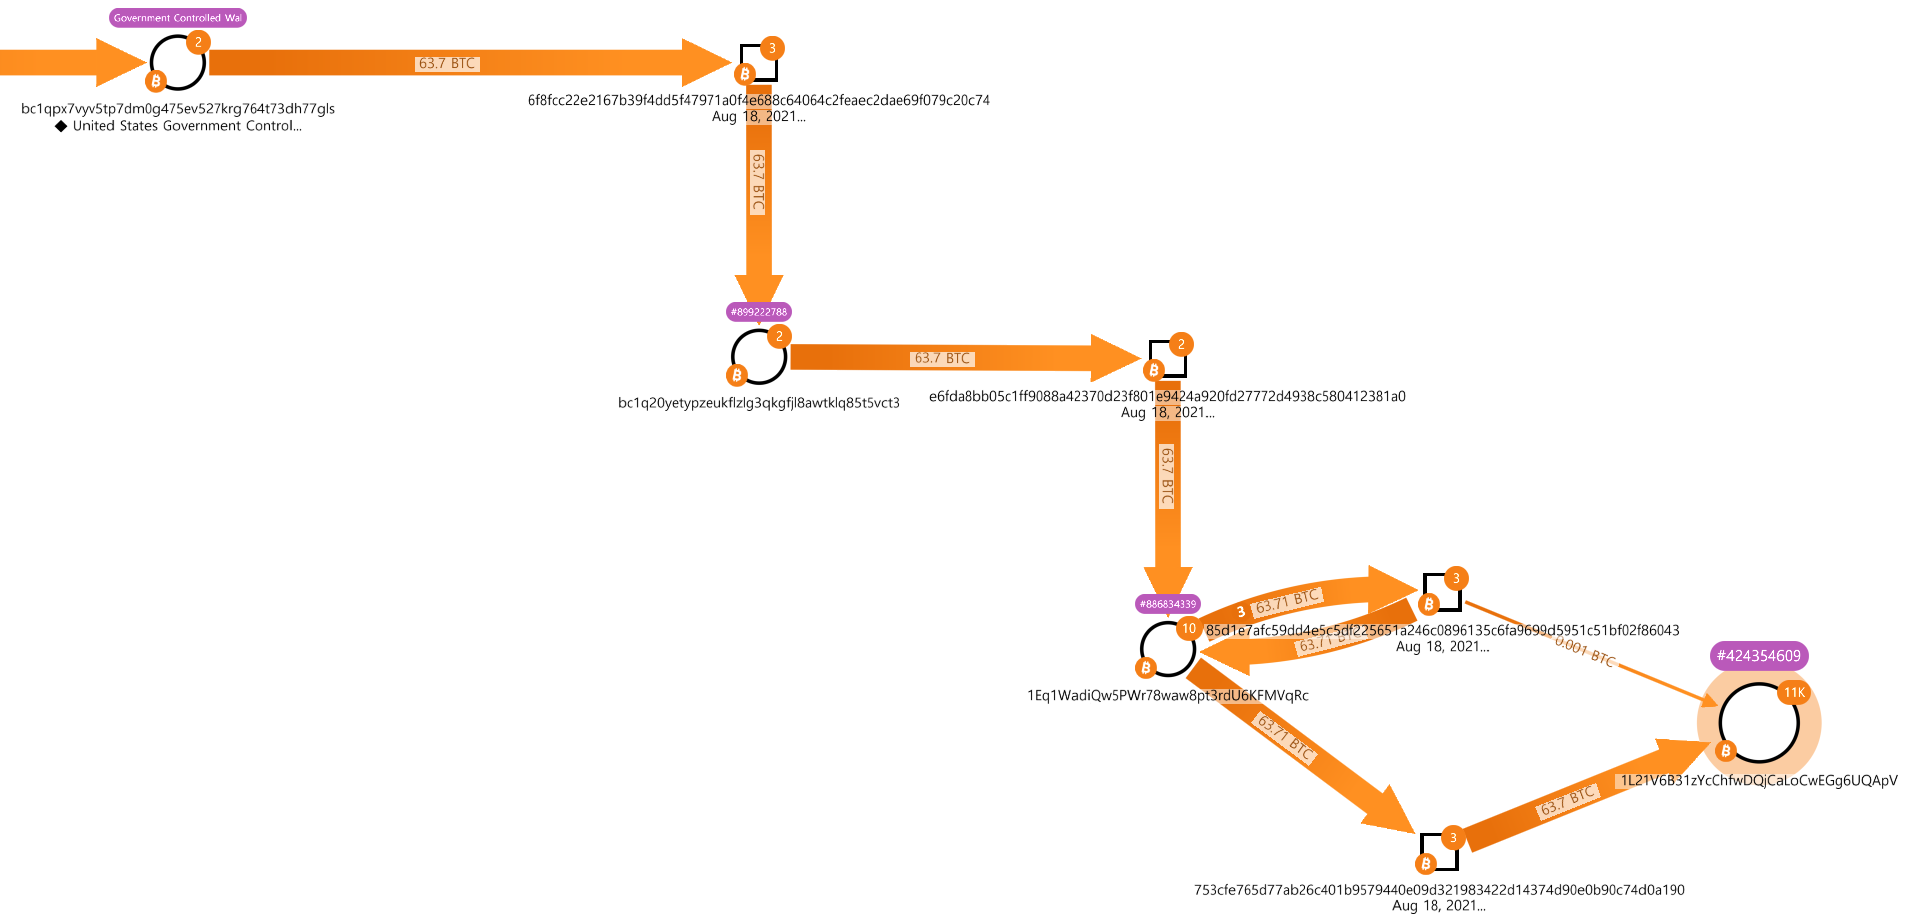 Government Controlled Wal
2
63.7 BTC
3
bc1qpx7vyv5tp7dm0g475ev527krg764t73dh77gls
◆ United States Government Control...
6f8fcc22e2167b39f4dd5f47971a0f4e688c64064c2feaec2dae69f079c20c74
Aug 18, 2021...
63.7 BTC
#899222788
2
63.7 BTC
2
bc1q20yetypzeukflzlg3qkgfjl8awtklq85t5vct3
e6fda8bb05c1ff9088a42370d23f801e9424a920fd27772d4938c580412381a0
Aug 18, 2021...
63.7 BTC
#886834339
10
3 63.71 BTC
3
85d1e7afc59dd4e5c5df225651a246c0896135c6fa9699d5951c51bf02f86043
Aug 18, 2021...
63.71 BTC
0.001 BTC
1Eq1WadiQw5PWr78waw8pt3rdU6KFMVqRc
#424354609
11K
63.71 BTC
1L21V6B31zYcChfwDQjCaLoCwEGg6UQApV
63.7 BTC
3
753cfe765d77ab26c401b9579440e09d321983422d14374d90e0b90c74d0a190
Aug 18, 2021...